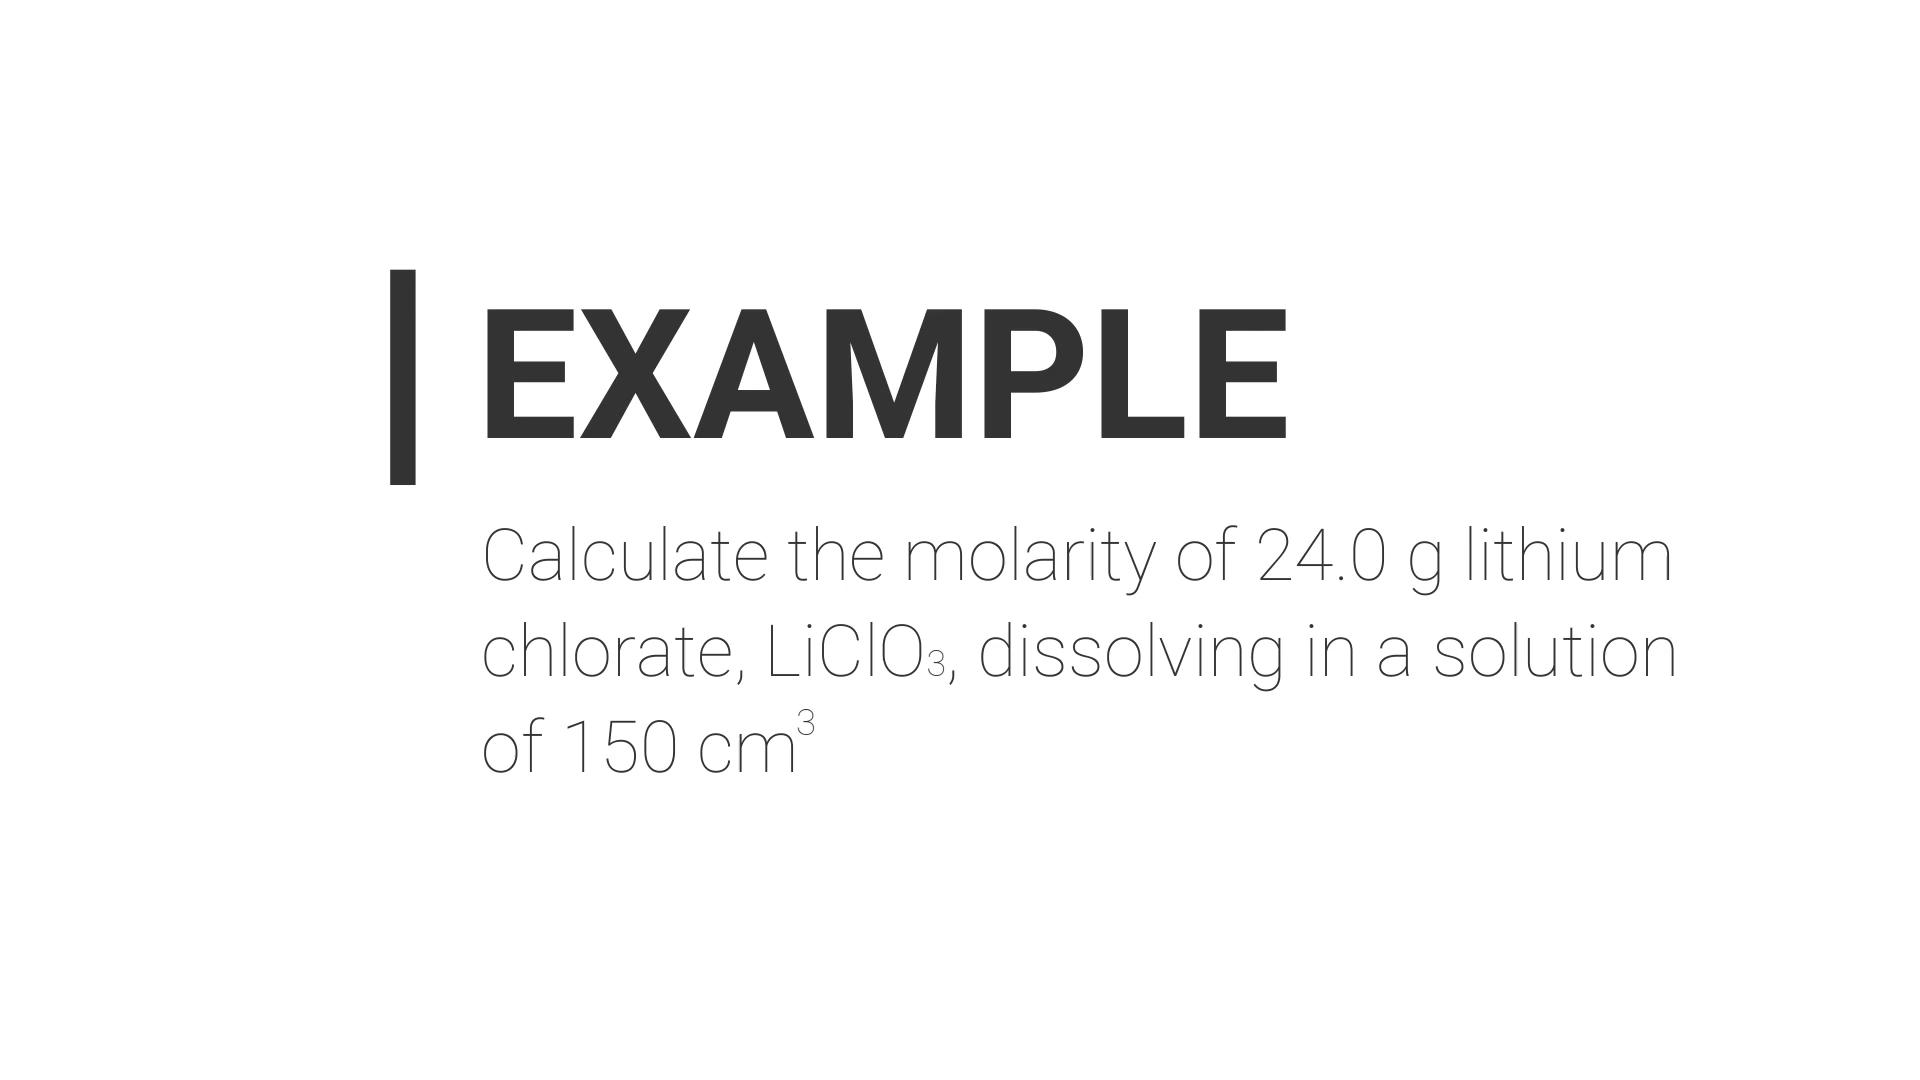 EXAMPLE
Calculate the molarity of 24.0 g lithium
chlorate, LiClO₃, dissolving in a solution
of 150 cm³